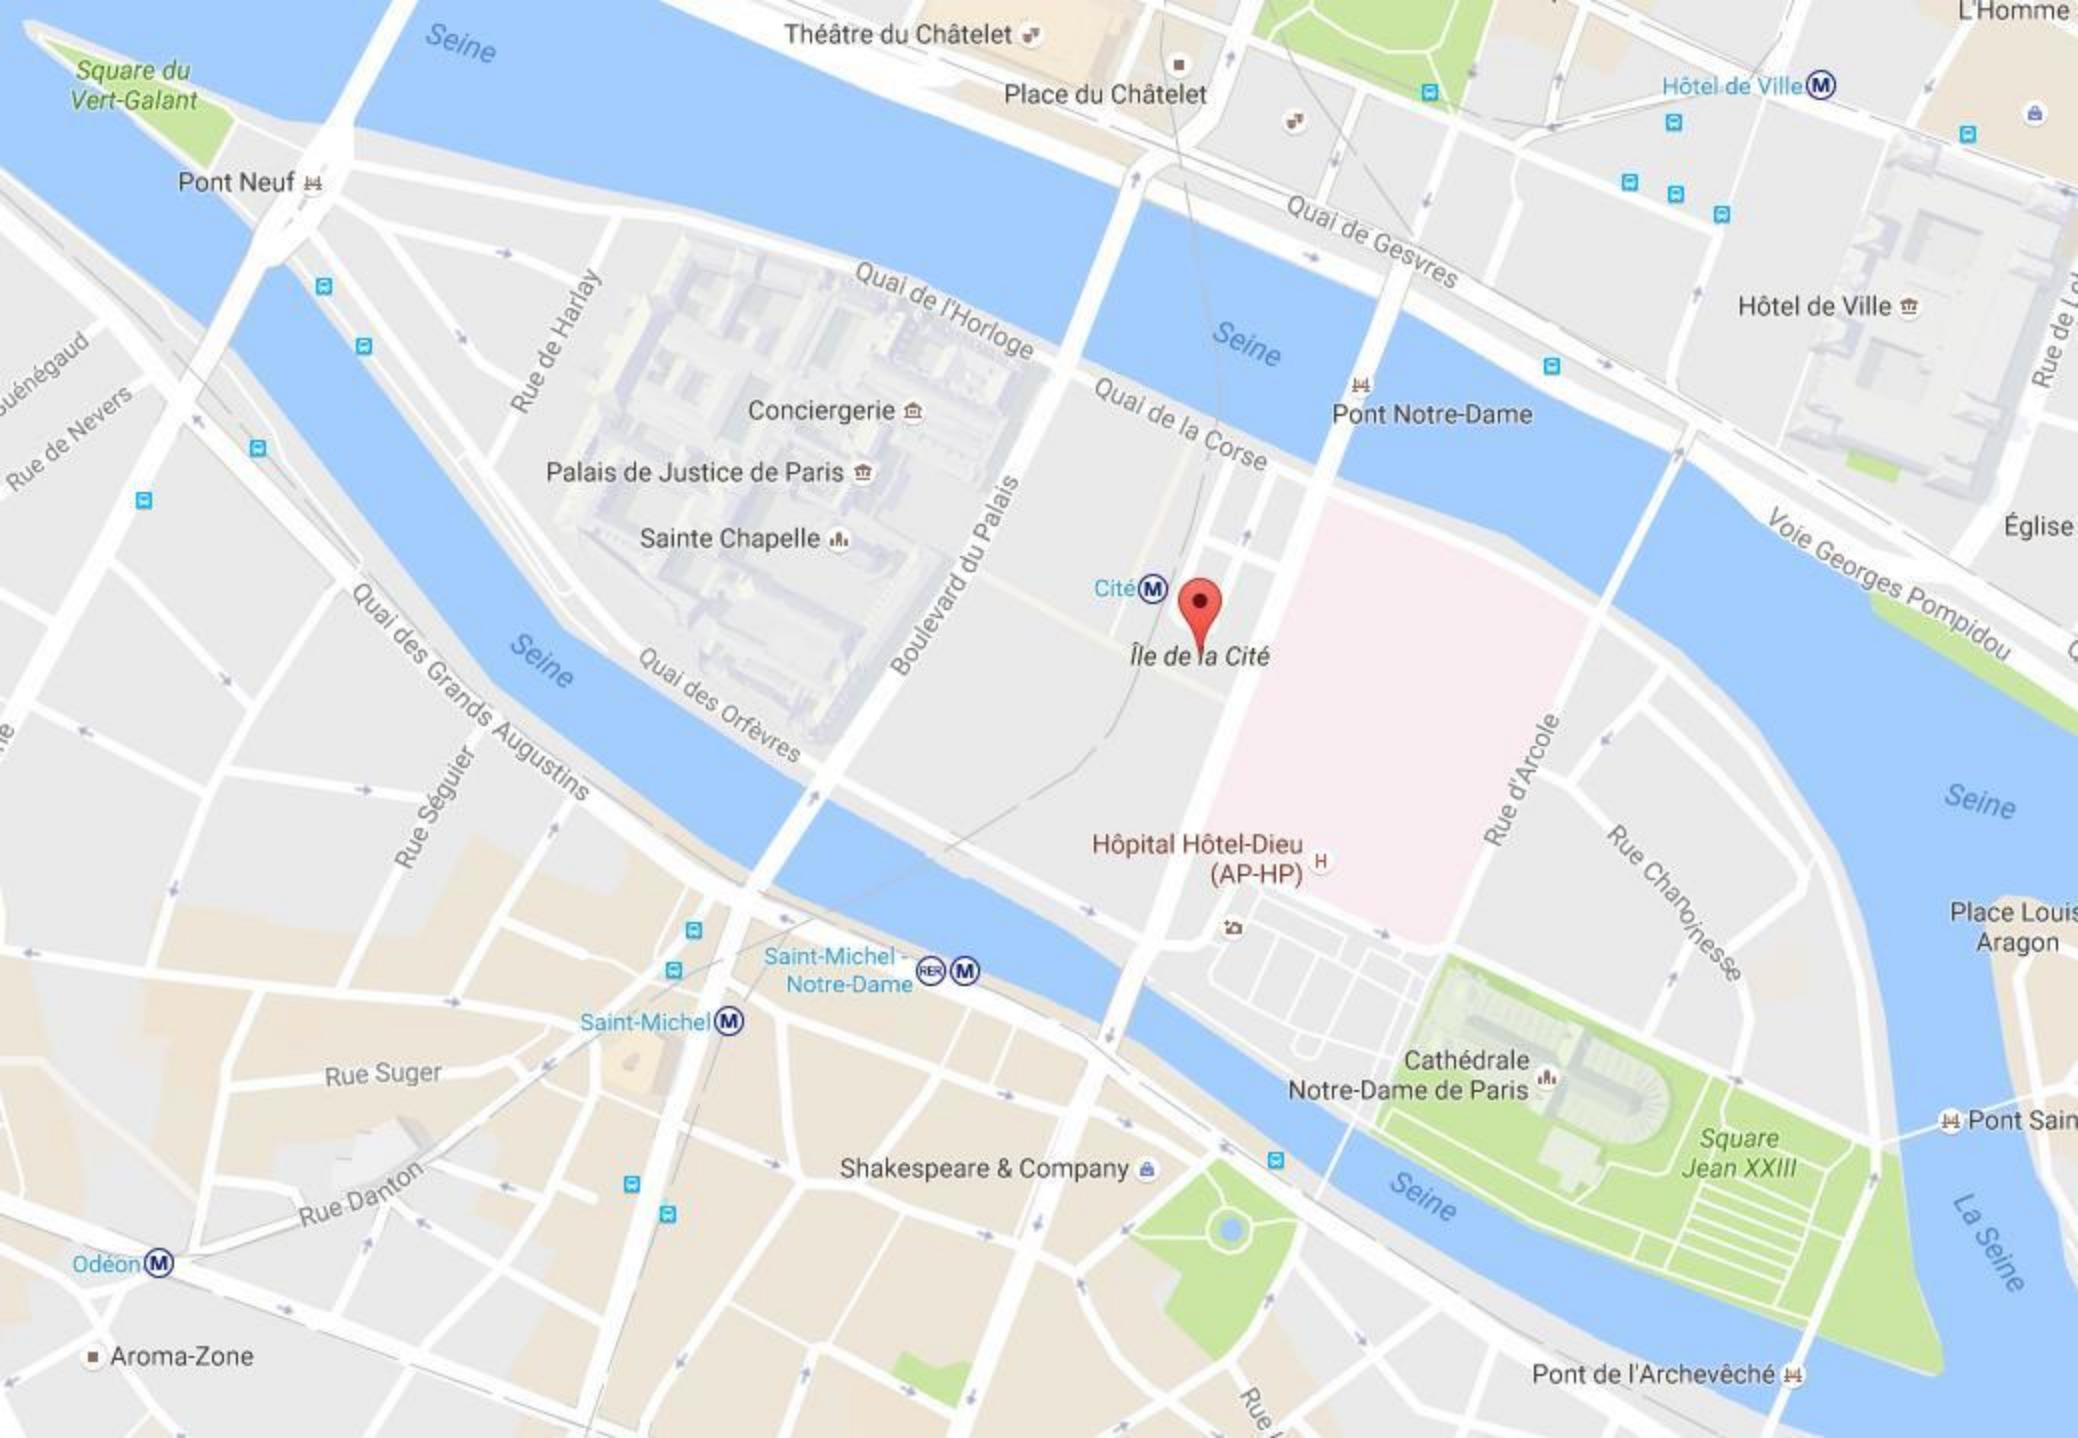 L'Homme
Seine
Théâtre du Châtelet
Square du
Vert-Galant
Place du Châtelet
Hôtel de Ville M
Pont Neuf
Quai de Gesvres
Rue de Harlay
Quai de l'Horloge
Hôtel de Ville
Seine
Rue de Nevers
Conciergerie
Quai de la Corse
Pont Notre-Dame
Palais de Justice de Paris
Sainte Chapelle
Boulevard du Palais
Voie Georges Pompidou
Église
Cité M
Île de la Cité
Quai des Grands Augustins
Seine
Quai des Orfèvres
Rue Séguier
Rue d'Arcole
Seine
Hôpital Hôtel-Dieu
(AP-HP)
H
Rue Chanoinesse
Place Louis
Aragon
Saint-Michel -
Notre-Dame
RER M
Saint-Michel M
Rue Suger
Cathédrale
Notre-Dame de Paris
Pont Sain
Square
Jean XXIII
Shakespeare & Company
Seine
La Seine
Rue Danton
Odéon M
Aroma-Zone
Pont de l'Archevêché
Rue